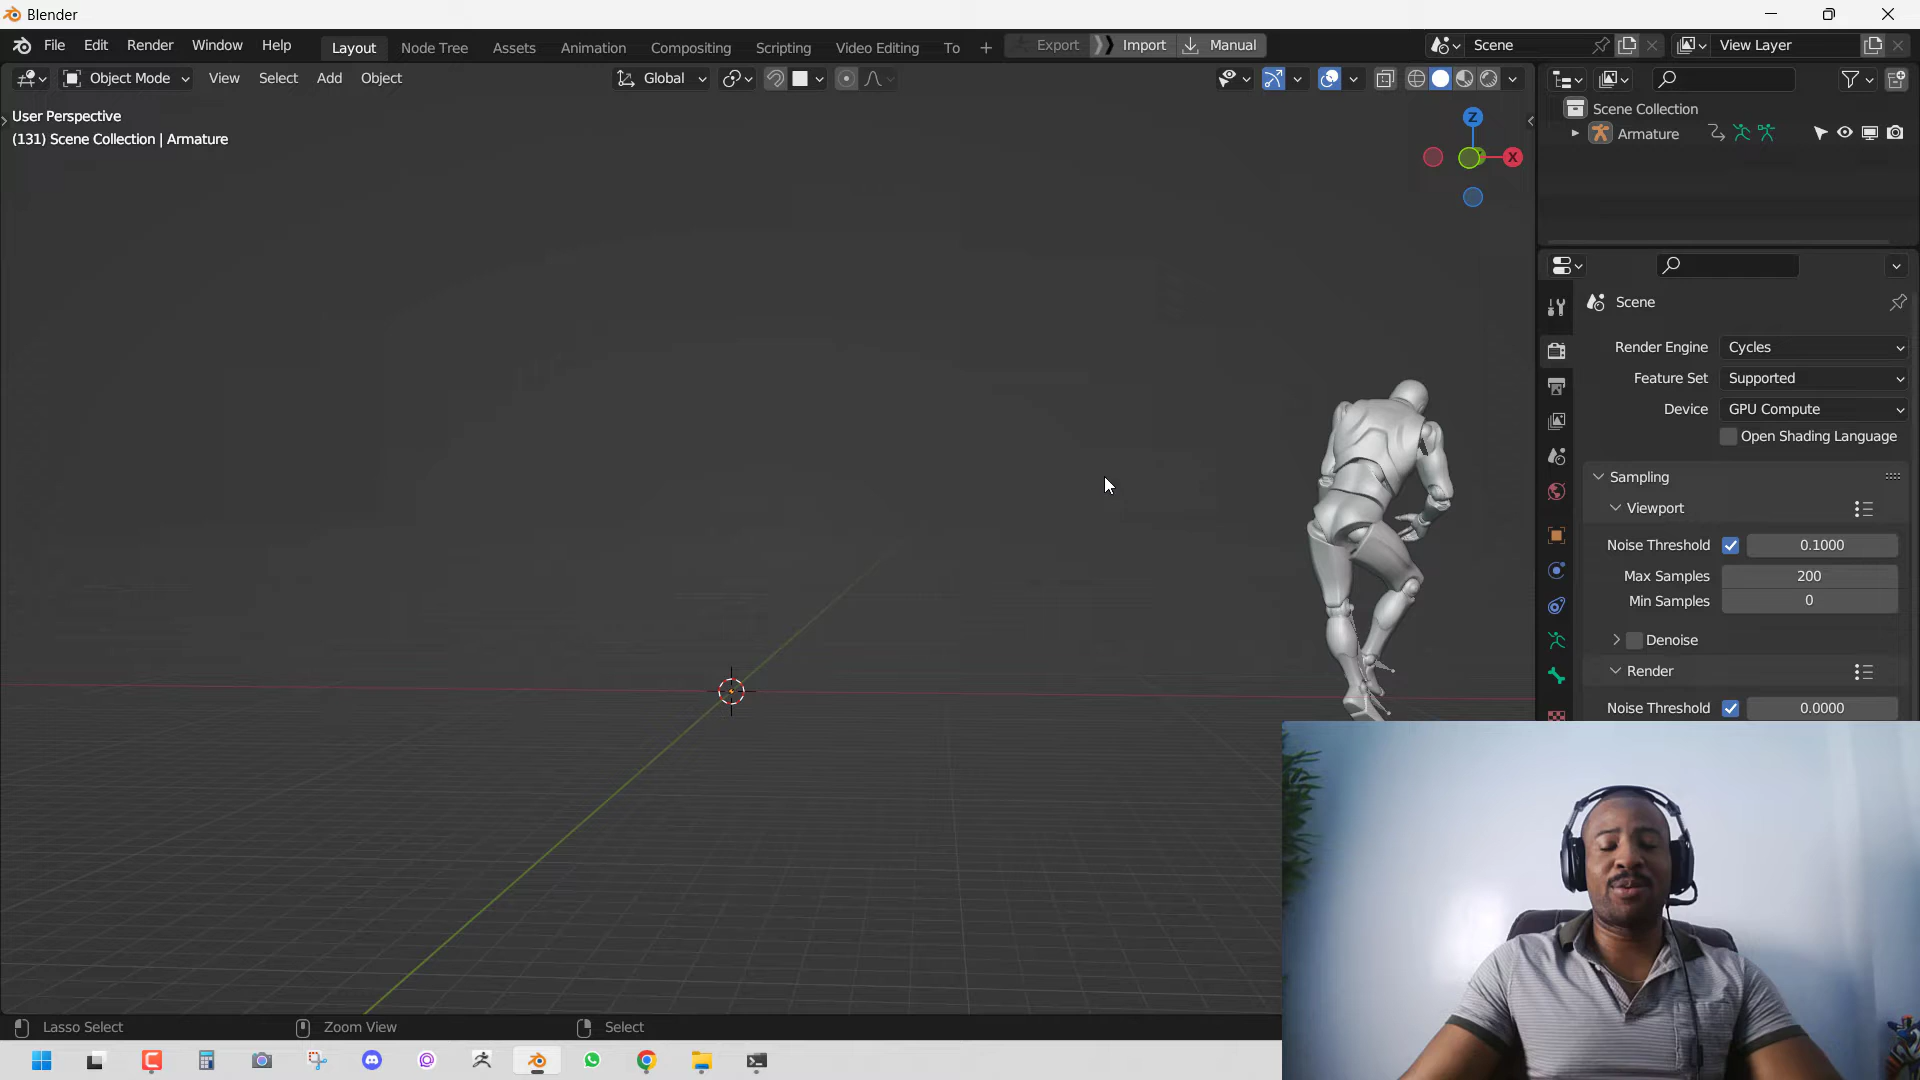 Blender
File Edit Render Window Help Layout Node Tree Assets Animation Compositing Scripting Video Editing To Export Import Manual Scene View Layer
Object Mode View Select Add Object Global
User Perspective
(131) Scene Collection | Armature
Z
X
Scene Collection
Armature
Scene
Render Engine Cycles
Feature Set Supported
Device GPU Compute
Open Shading Language
Sampling
Viewport
Noise Threshold 0.1000
Max Samples 200
Min Samples 0
Denoise
Render
Noise Threshold 0.0000
Lasso Select Zoom View Select